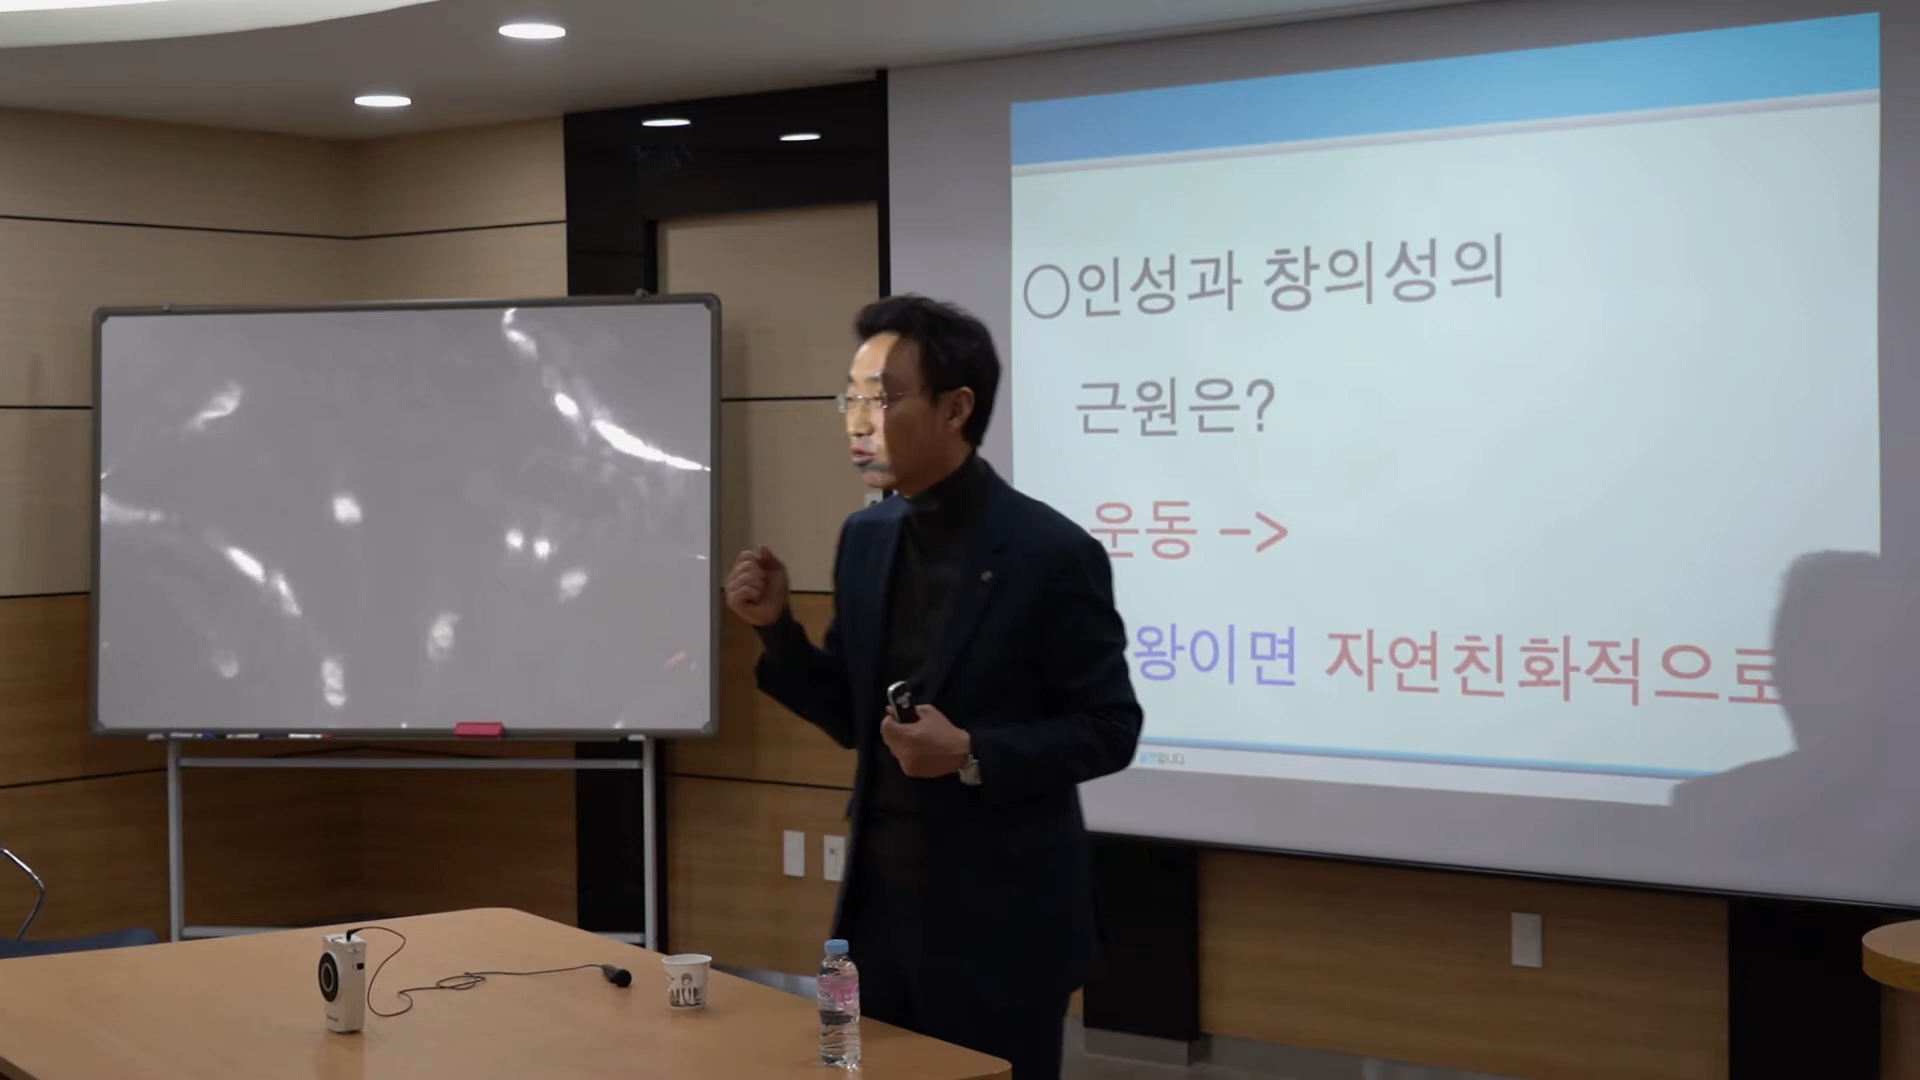 ○인성과 창의성의
근원은?
운동 ->
왕이면 자연친화적으로